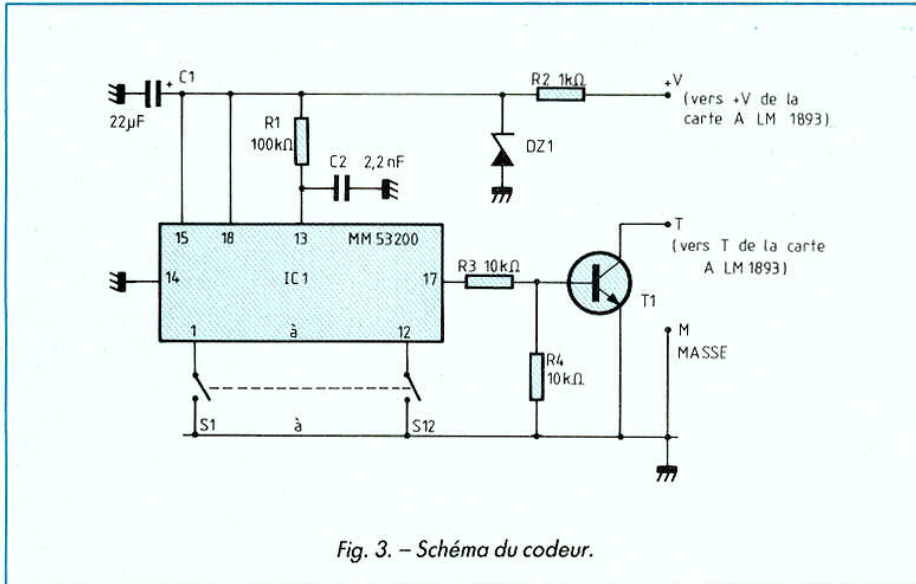 C1
22µF
R1
100kΩ
C2 2,2nF
R2 1kΩ
+V
(vers +V de la
carte A LM 1893)
DZ1
15 18 13 MM 53200
14 IC1 17
1 à 12
R3 10kΩ
T
(vers T de la carte
A LM1893)
T1
R4
10kΩ
M
MASSE
S1 à S12
+
Fig. 3. – Schéma du codeur.